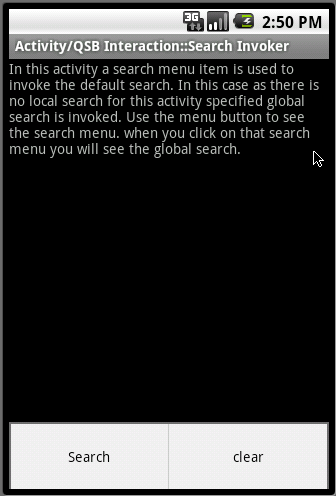 3G 2:50 PM
Activity/QSB Interaction::Search Invoker
In this activity a search menu item is used to
invoke the default search. In this case as there is
no local search for this activity specified global
search is invoked. Use the menu button to see
the search menu. when you click on that search
menu you will see the global search.
Search clear